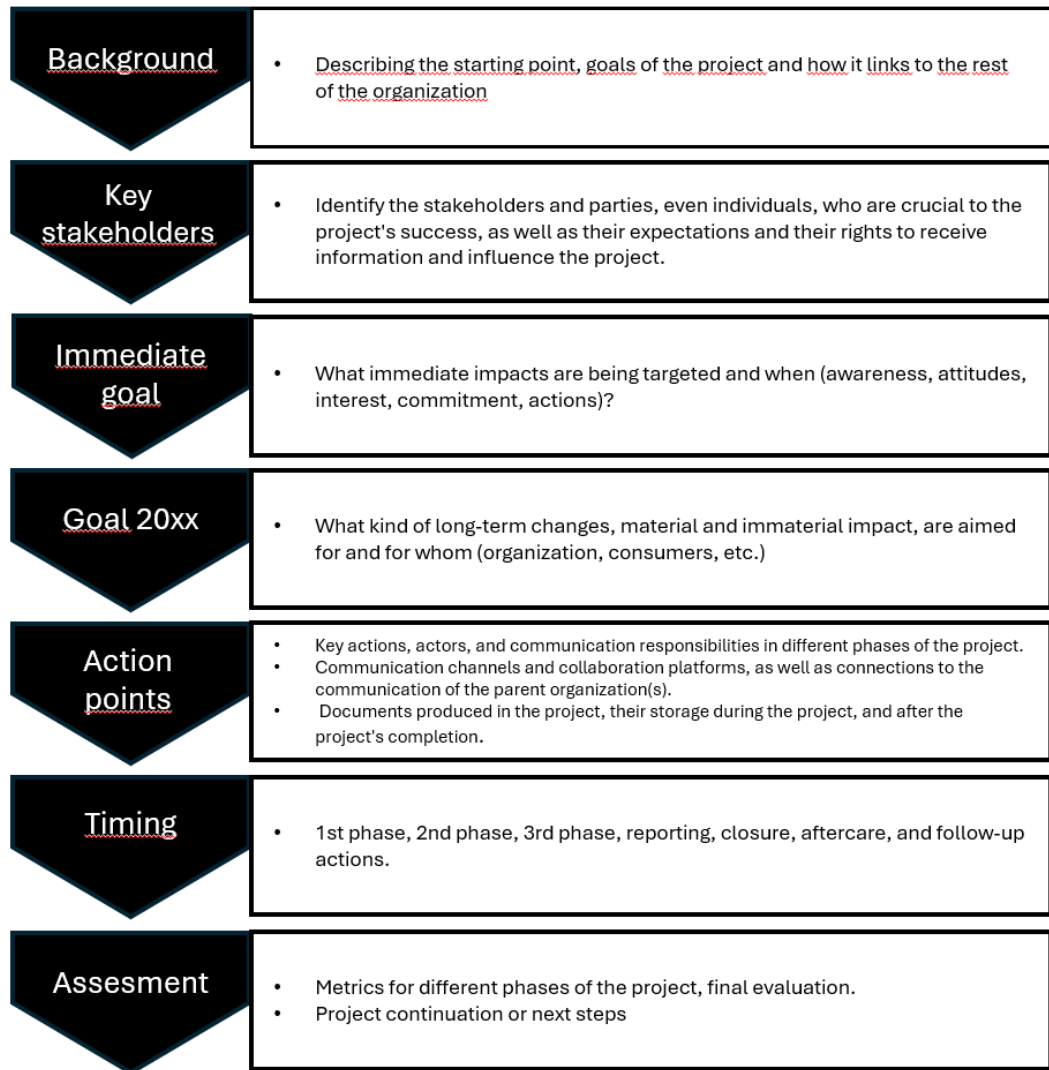 Background
• Describing the starting point, goals of the project and how it links to the rest
of the organization
Key
stakeholders
• Identify the stakeholders and parties, even individuals, who are crucial to the
project's success, as well as their expectations and their rights to receive
information and influence the project.
Immediate
goal
• What immediate impacts are being targeted and when (awareness, attitudes,
interest, commitment, actions)?
Goal 20xx
• What kind of long-term changes, material and immaterial impact, are aimed
for and for whom (organization, consumers, etc.)
Action
points
• Key actions, actors, and communication responsibilities in different phases of the project.
• Communication channels and collaboration platforms, as well as connections to the
communication of the parent organization(s).
• Documents produced in the project, their storage during the project, and after the
project's completion.
Timing
• 1st phase, 2nd phase, 3rd phase, reporting, closure, aftercare, and follow-up
actions.
Assesment
• Metrics for different phases of the project, final evaluation.
• Project continuation or next steps